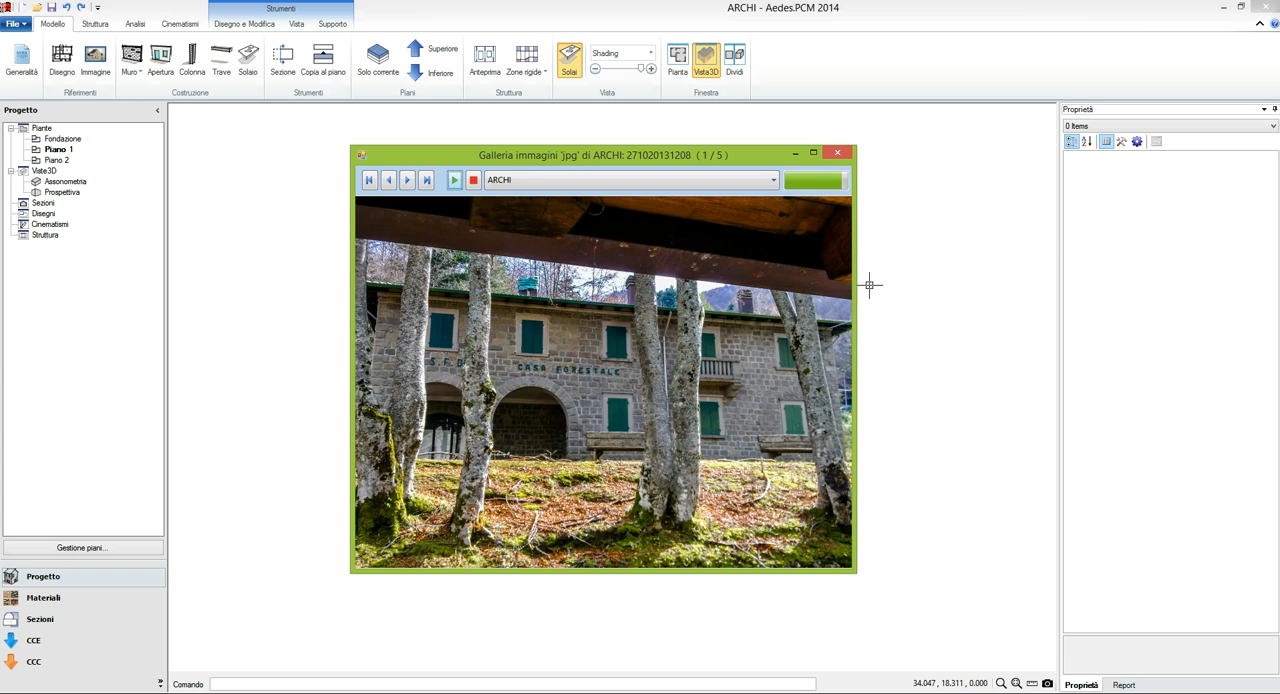 ARCHI - Aedes.PCM 2014
Strumenti
File Modello Struttura Analisi Cinematismi Disegno e Modifica Vista Supporto
Generalità Disegno Immagine Muro Apertura Colonna Trave Solaio Sezione Copia al piano Solo corrente Superiore Inferiore Anteprima Zone rigide Solai Shading Pianta Vista3D Dividi
Riferimenti Costruzione Strumenti Piani Struttura Vista Finestra
Progetto
Piante
Fondazione
Piano 1
Piano 2
Viste3D
Assonometria
Prospettiva
Sezioni
Disegni
Cinematismi
Struttura
Gestione piani...
Progetto
Materiali
Sezioni
CCE
CCC
Galleria immagini 'jpg' di ARCHI: 271020131208 ( 1 / 5 )
ARCHI
S.F.D
CASA FORESTALE
Proprietà
0 Items
Comando
34.047 , 18.311 , 0.000
Proprietà Report